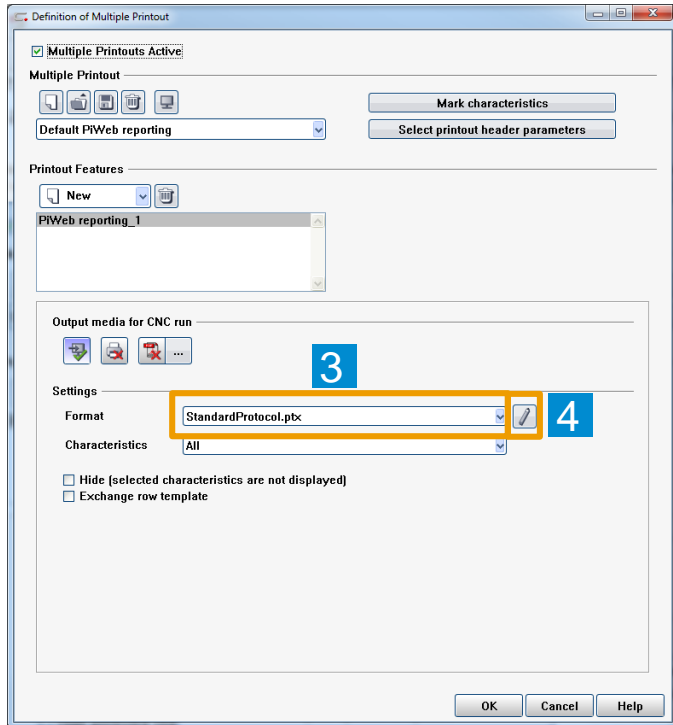 Definition of Multiple Printout
Multiple Printouts Active
Multiple Printout
Mark characteristics
Default PiWeb reporting
Select printout header parameters
Printout Features
New
PiWeb reporting_1
Output media for CNC run
...
3
Settings
Format
StandardProtocol.ptx
4
Characteristics
All
Hide (selected characteristics are not displayed)
Exchange row template
OK Cancel Help